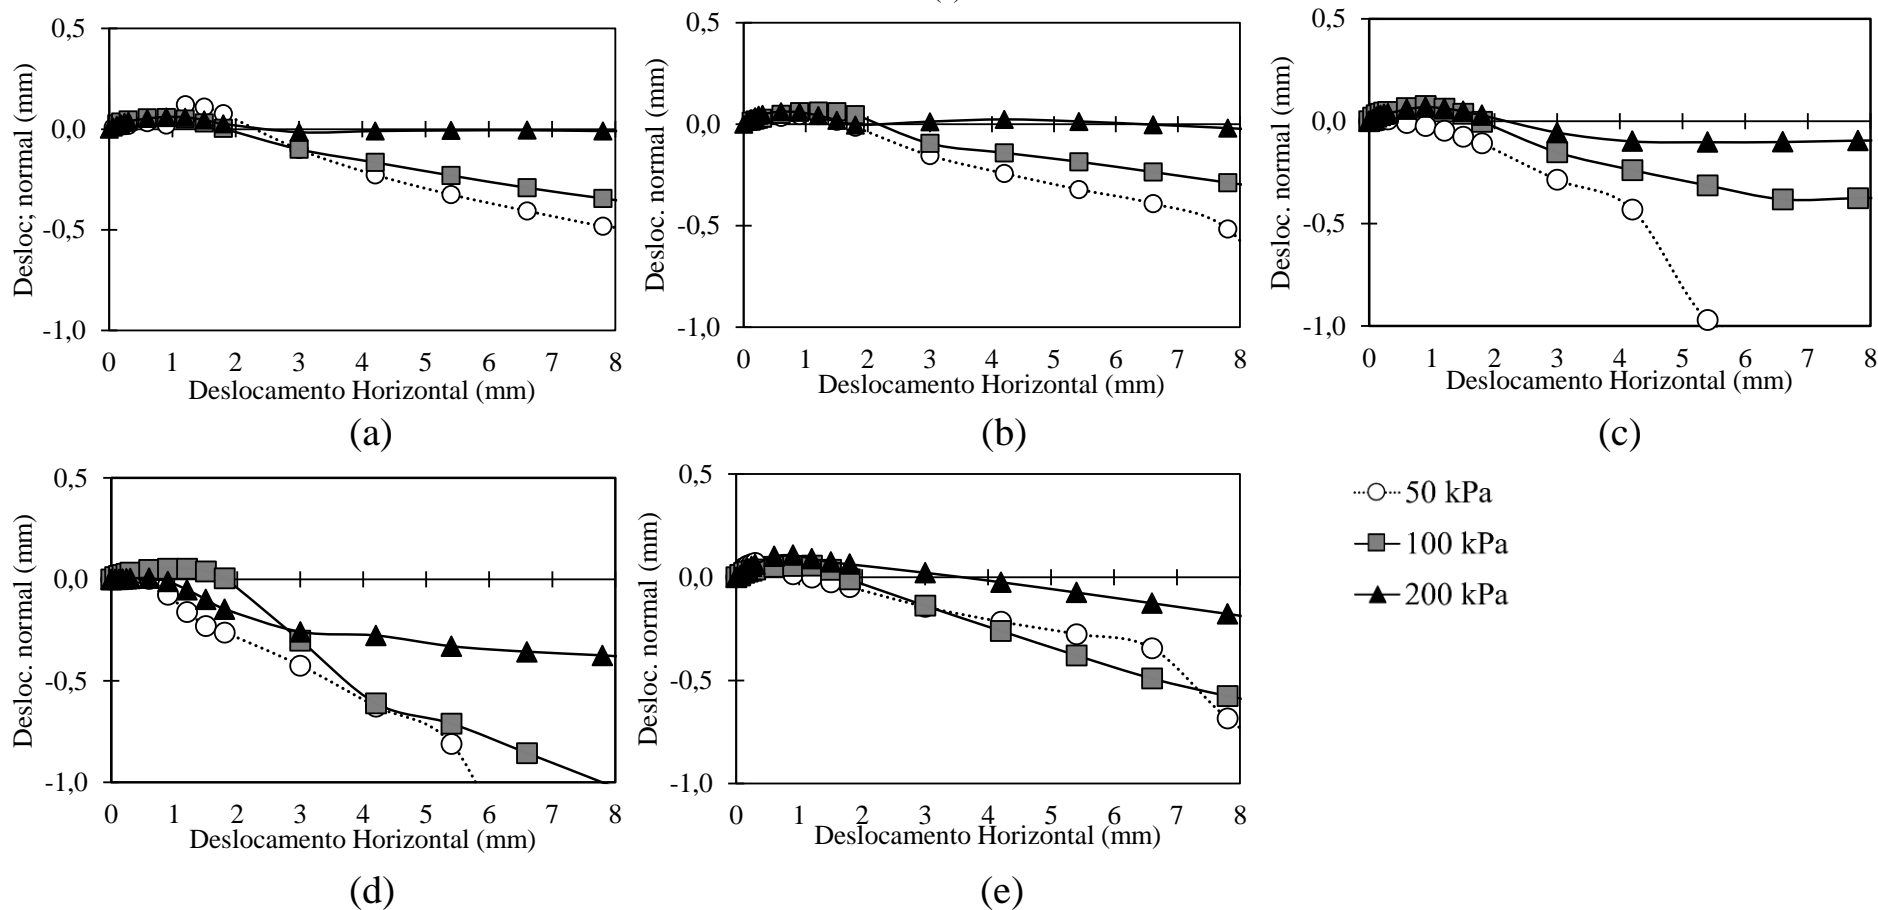 0,5
0,0
-0,5
-1,0
Desloc; normal (mm)
0 1 2 3 4 5 6 7 8
Deslocamento Horizontal (mm)
(a)
0,5
0,0
-0,5
-1,0
Desloc. normal (mm)
0 1 2 3 4 5 6 7 8
Deslocamento Horizontal (mm)
(b)
0,5
0,0
-0,5
-1,0
Desloc. normal (mm)
0 1 2 3 4 5 6 7 8
Deslocamento Horizontal (mm)
(c)
0,5
0,0
-0,5
-1,0
Desloc. normal (mm)
0 1 2 3 4 5 6 7 8
Deslocamento Horizontal (mm)
(d)
0,5
0,0
-0,5
-1,0
Desloc. normal (mm)
0 1 2 3 4 5 6 7 8
Deslocamento Horizontal (mm)
(e)
50 kPa
100 kPa
200 kPa